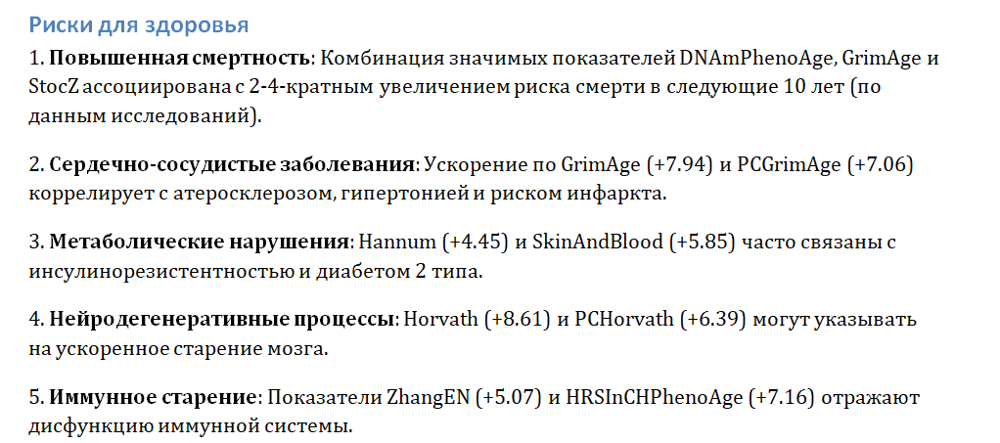 Риски для здоровья
1. Повышенная смертность: Комбинация значимых показателей DNAmPhenoAge, GrimAge и
StocZ ассоциирована с 2-4-кратным увеличением риска смерти в следующие 10 лет (по
данным исследований).
2. Сердечно-сосудистые заболевания: Ускорение по GrimAge (+7.94) и PCGrimAge (+7.06)
коррелирует с атеросклерозом, гипертонией и риском инфаркта.
3. Метаболические нарушения: Hannum (+4.45) и SkinAndBlood (+5.85) часто связаны с
инсулинорезистентностью и диабетом 2 типа.
4. Нейродегенеративные процессы: Horvath (+8.61) и PCHorvath (+6.39) могут указывать
на ускоренное старение мозга.
5. Иммунное старение: Показатели ZhangEN (+5.07) и HRSInCHPhenoAge (+7.16) отражают
дисфункцию иммунной системы.